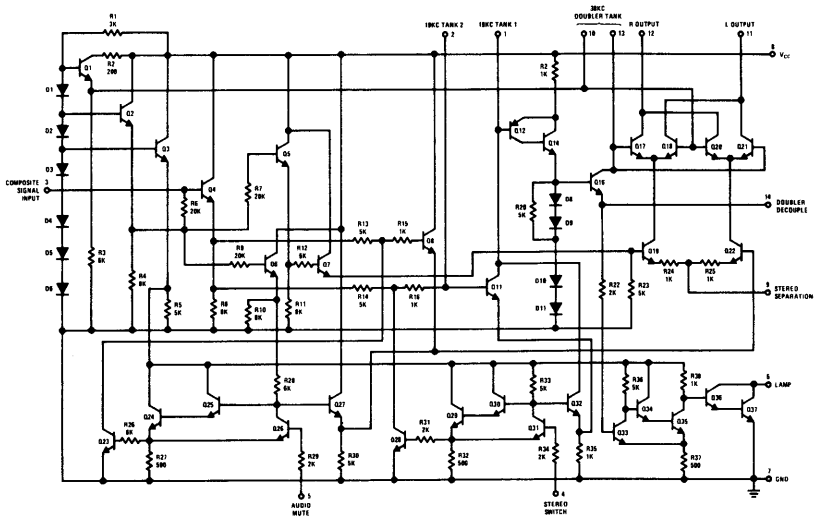 R1
3K
19KC TANK 2
2
19KC TANK 1
1
38KC
DOUBLER TANK
10
13
R OUTPUT
12
L OUTPUT
11
8
VCC
R2
200
Q1
R2
1K
D1
Q2
Q12
Q14
D2
Q3
Q5
Q17
Q18
Q20
Q21
D3
COMPOSITE
SIGNAL
INPUT
3
Q4
R6
20K
R7
20K
Q16
D8
R20
5K
D9
14
DOUBLER
DECOUPLE
D4
R13
5K
R15
1K
Q8
D5
R3
6K
R9
20K
Q6
R12
6K
Q7
Q19
Q22
D6
R4
8K
R5
5K
R8
8K
R10
8K
R11
8K
R14
5K
R16
1K
Q11
D10
D11
R22
2K
R23
5K
R24
1K
R25
1K
9
STEREO
SEPARATION
R28
6K
R33
5K
R36
5K
R38
1K
6
LAMP
Q24
Q25
Q27
Q29
Q30
Q32
Q34
Q36
Q23
R26
6K
Q26
Q28
R31
2K
Q31
Q33
Q35
Q37
R27
500
R29
2K
R30
5K
R32
500
R34
2K
R35
1K
R37
500
7
GND
5
AUDIO
MUTE
4
STEREO
SWITCH